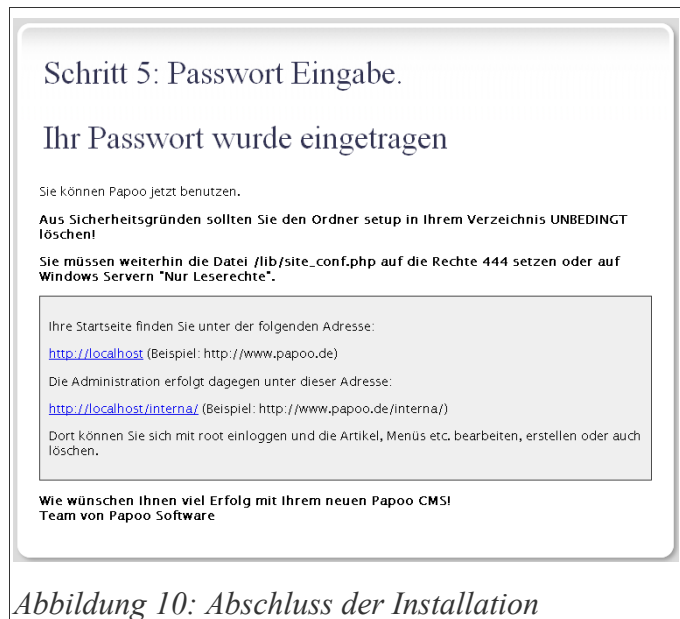 Schritt 5: Passwort Eingabe.
Ihr Passwort wurde eingetragen
Sie können Papoo jetzt benutzen.
Aus Sicherheitsgründen sollten Sie den Ordner setup in Ihrem Verzeichnis UNBEDINGT
löschen!
Sie müssen weiterhin die Datei /lib/site_conf.php auf die Rechte 444 setzen oder auf
Windows Servern "Nur Leserechte".
Ihre Startseite finden Sie unter der folgenden Adresse:
http://localhost (Beispiel: http://www.papoo.de)
Die Administration erfolgt dagegen unter dieser Adresse:
http://localhost/interna/ (Beispiel: http://www.papoo.de/interna/)
Dort können Sie sich mit root einloggen und die Artikel, Menüs etc. bearbeiten, erstellen oder auch
löschen.
Wie wünschen Ihnen viel Erfolg mit Ihrem neuen Papoo CMS!
Team von Papoo Software
Abbildung 10: Abschluss der Installation